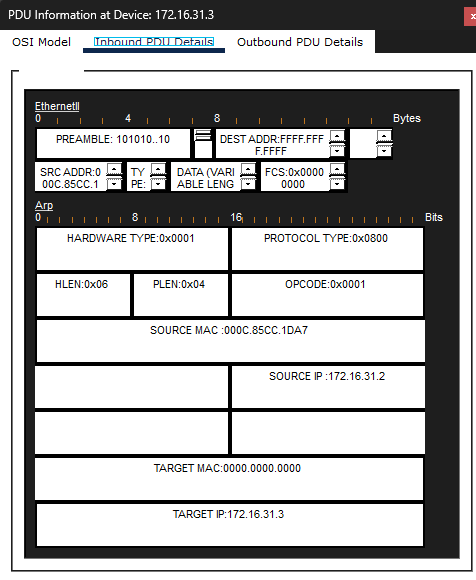 PDU Information at Device: 172.16.31.3
x
OSI Model Inbound PDU Details Outbound PDU Details
EthernetII
0 4 8 Bytes
PREAMBLE: 101010..10
DEST ADDR:FFFF.FFF
F.FFFF
SRC ADDR:0
00C.85CC.1
TY
PE:
DATA (VARI
ABLE LENG
FCS:0x0000
0000
Arp
0 8 16 Bits
HARDWARE TYPE:0x0001 PROTOCOL TYPE:0x0800
HLEN:0x06 PLEN:0x04 OPCODE:0x0001
SOURCE MAC :000C.85CC.1DA7
SOURCE IP :172.16.31.2
TARGET MAC:0000.0000.0000
TARGET IP:172.16.31.3